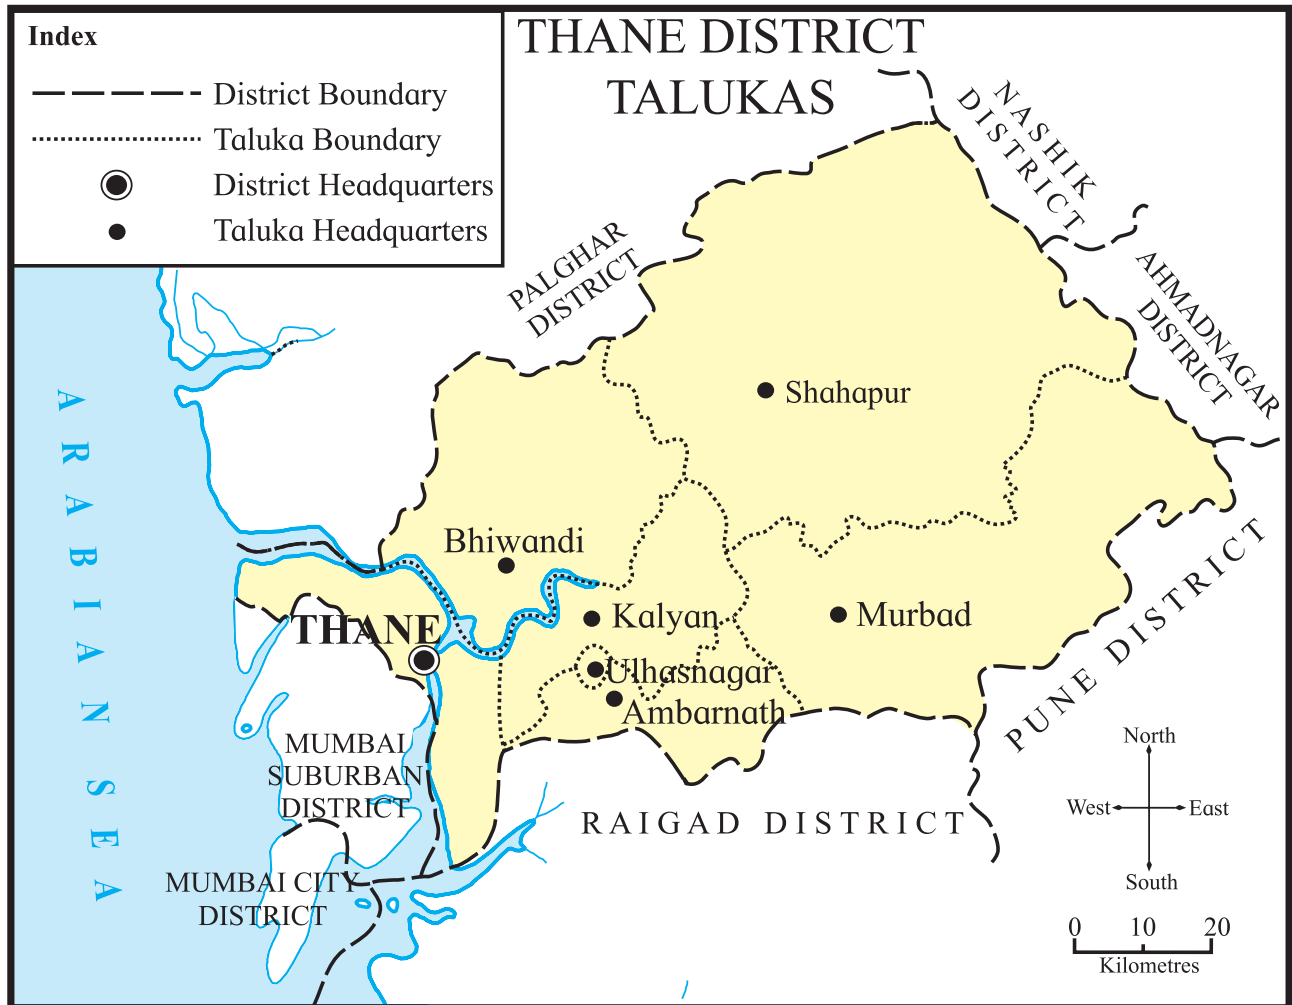 THANE DISTRICT
TALUKAS
Index
District Boundary
Taluka Boundary
District Headquarters
Taluka Headquarters
NASHIK
DISTRICT
PALGHAR
DISTRICT
AHMADNAGAR
DISTRICT
ARABIAN SEA
Shahapur
Bhiwandi
Kalyan
Murbad
THANE
Ulhasnagar
Ambarnath
PUNE DISTRICT
MUMBAI
SUBURBAN
DISTRICT
RAIGAD DISTRICT
MUMBAI CITY
DISTRICT
North
West
East
South
0 10 20
Kilometres